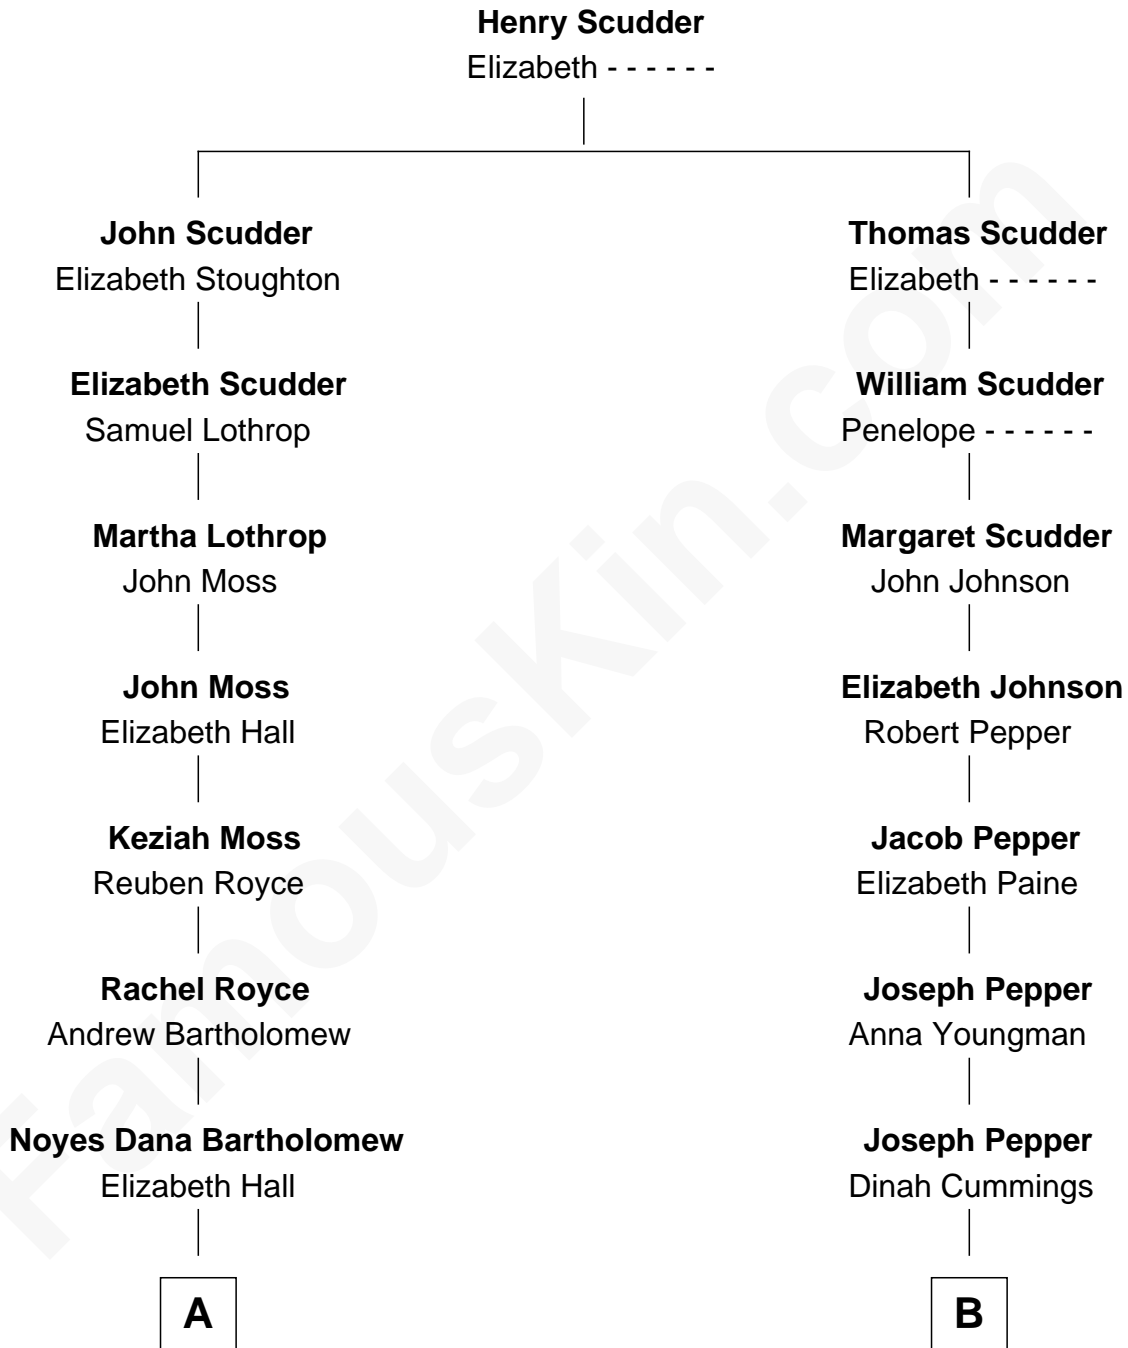 Henry Scudder
Elizabeth - - - - - -
John Scudder
Elizabeth Stoughton
Elizabeth Scudder
Samuel Lothrop
Martha Lothrop
John Moss
John Moss
Elizabeth Hall
Keziah Moss
Reuben Royce
Rachel Royce
Andrew Bartholomew
Noyes Dana Bartholomew
Elizabeth Hall
A
Thomas Scudder
Elizabeth - - - - - -
William Scudder
Penelope - - - - - -
Margaret Scudder
John Johnson
Elizabeth Johnson
Robert Pepper
Jacob Pepper
Elizabeth Paine
Joseph Pepper
Anna Youngman
Joseph Pepper
Dinah Cummings
B
FamousKin.com